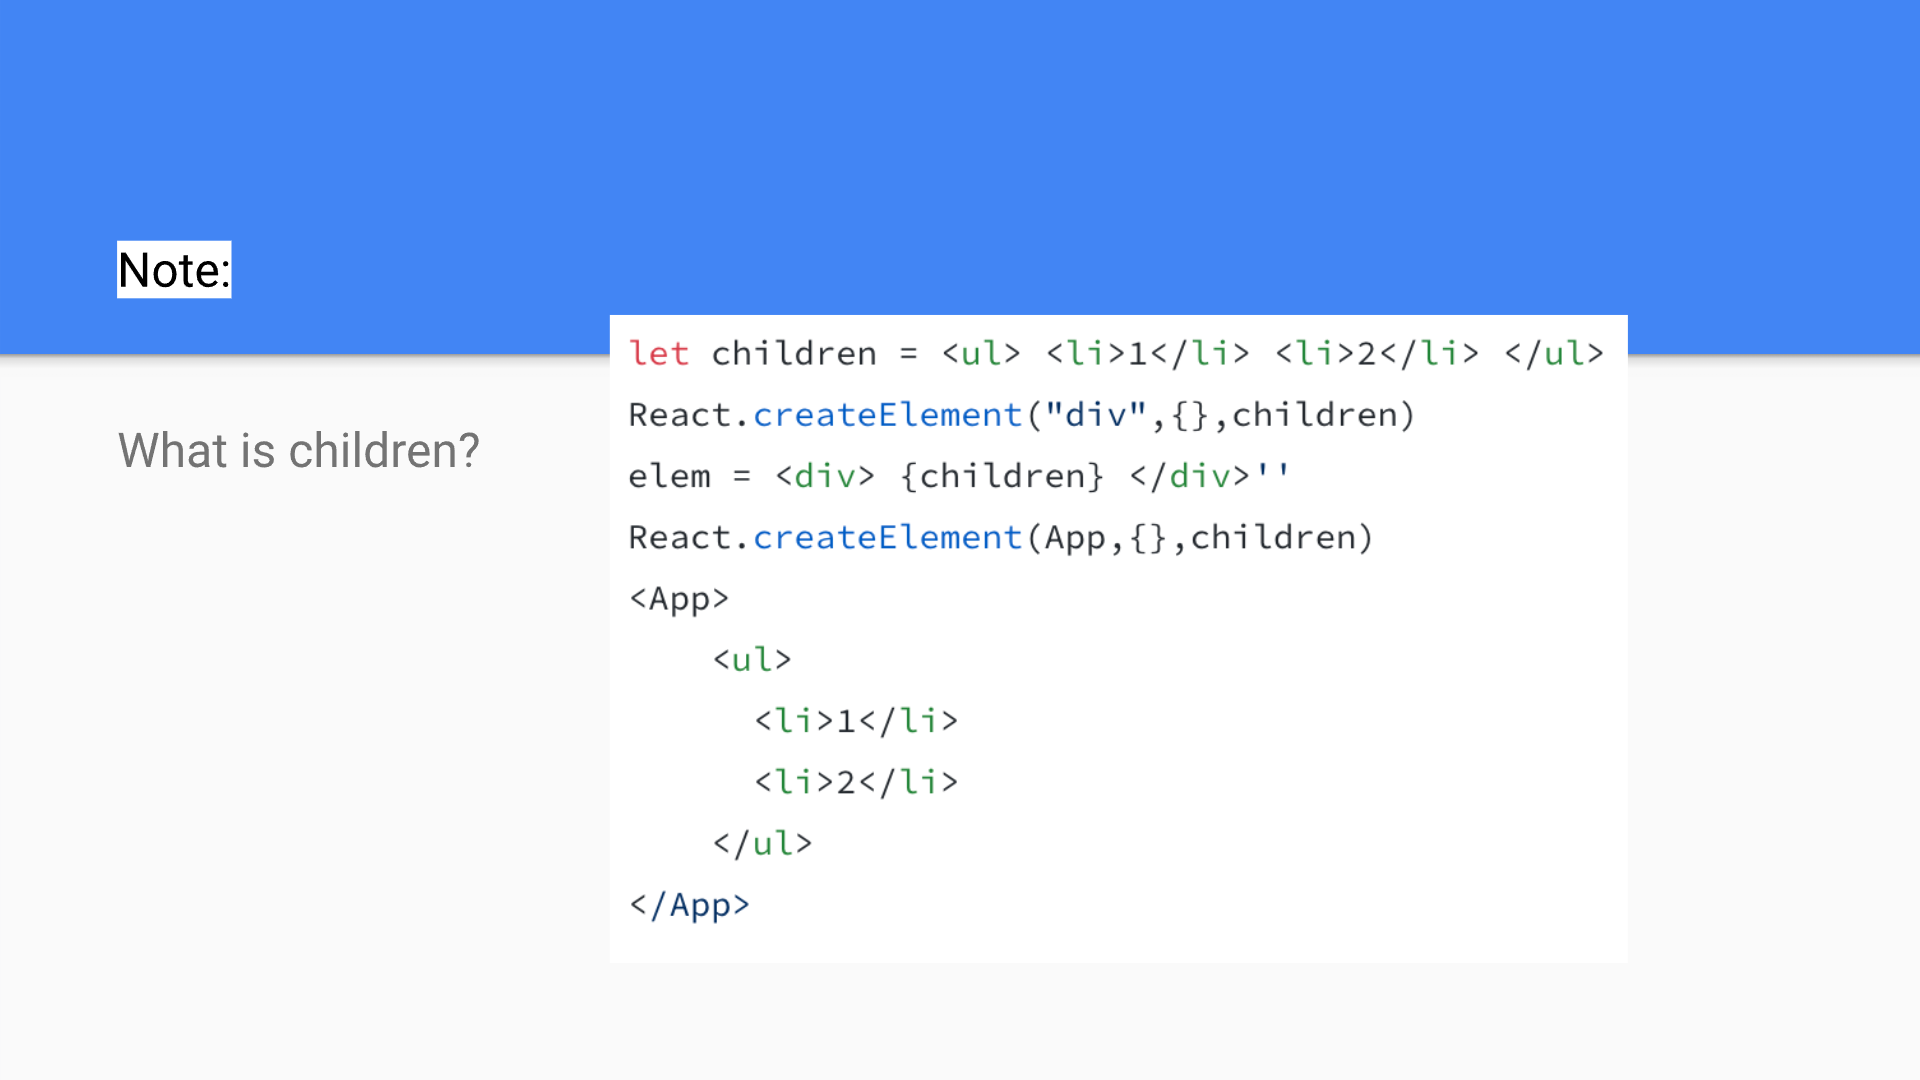 Note:
What is children?
let children = <ul> <li>1</li> <li>2</li> </ul>
React.createElement("div",{},children)
elem = <div> {children} </div>''
React.createElement(App,{},children)
<App>
    <ul>
      <li>1</li>
      <li>2</li>
    </ul>
</App>